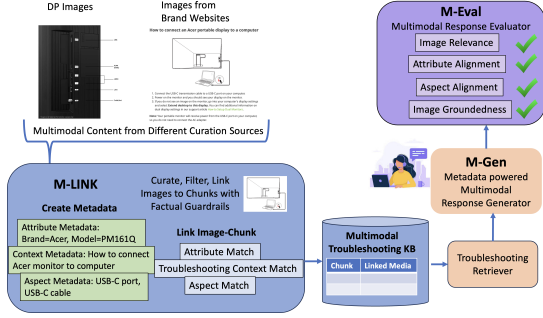 DP Images
Images from
Brand Websites
How to connect an Acer portable display to a computer
Multimodal Content from Different Curation Sources
M-LINK
Curate, Filter, Link
Images to Chunks with
Factual Guardrails
Create Metadata
Attribute Metadata:
Brand=Acer, Model=PM161Q
Context Metadata: How to connect
Acer monitor to computer
Aspect Metadata: USB-C port,
USB-C cable
Link Image-Chunk
Attribute Match
Troubleshooting Context Match
Aspect Match
Multimodal
Troubleshooting KB
Chunk
Linked Media
Troubleshooting
Retriever
M-Gen
Metadata powered
Multimodal
Response Generator
M-Eval
Multimodal Response Evaluator
Image Relevance
Attribute Alignment
Aspect Alignment
Image Groundedness